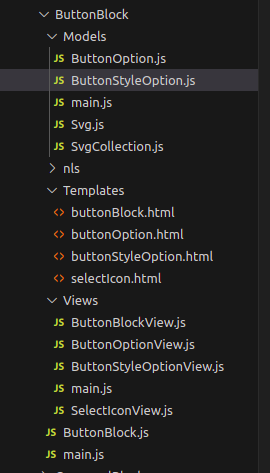 ButtonBlock
Models
JS ButtonOption.js
JS ButtonStyleOption.js
JS main.js
JS Svg.js
JS SvgCollection.js
nls
Templates
<> buttonBlock.html
<> buttonOption.html
<> buttonStyleOption.html
<> selectIcon.html
Views
JS ButtonBlockView.js
JS ButtonOptionView.js
JS ButtonStyleOptionView.js
JS main.js
JS SelectIconView.js
JS ButtonBlock.js
JS main.js